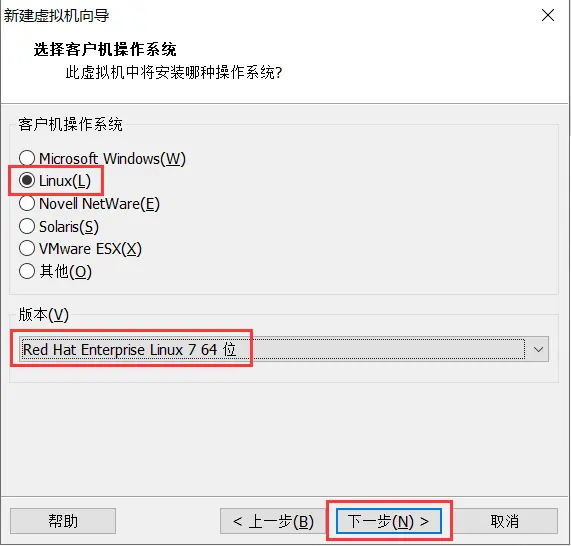 新建虚拟机向导
选择客户机操作系统
此虚拟机中将安装哪种操作系统?
客户机操作系统
Microsoft Windows(W)
Linux(L)
Novell NetWare(E)
Solaris(S)
VMware ESX(X)
其他(O)
版本(V)
Red Hat Enterprise Linux 7 64 位
帮助 < 上一步(B) 下一步(N) > 取消